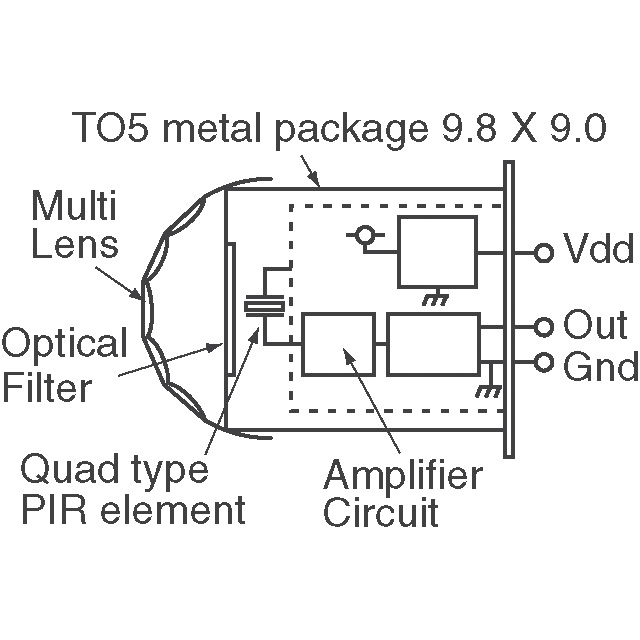 TO5 metal package 9.8 X 9.0
Multi
Lens
Vdd
Out
Gnd
Optical
Filter
Quad type
PIR element
Amplifier
Circuit